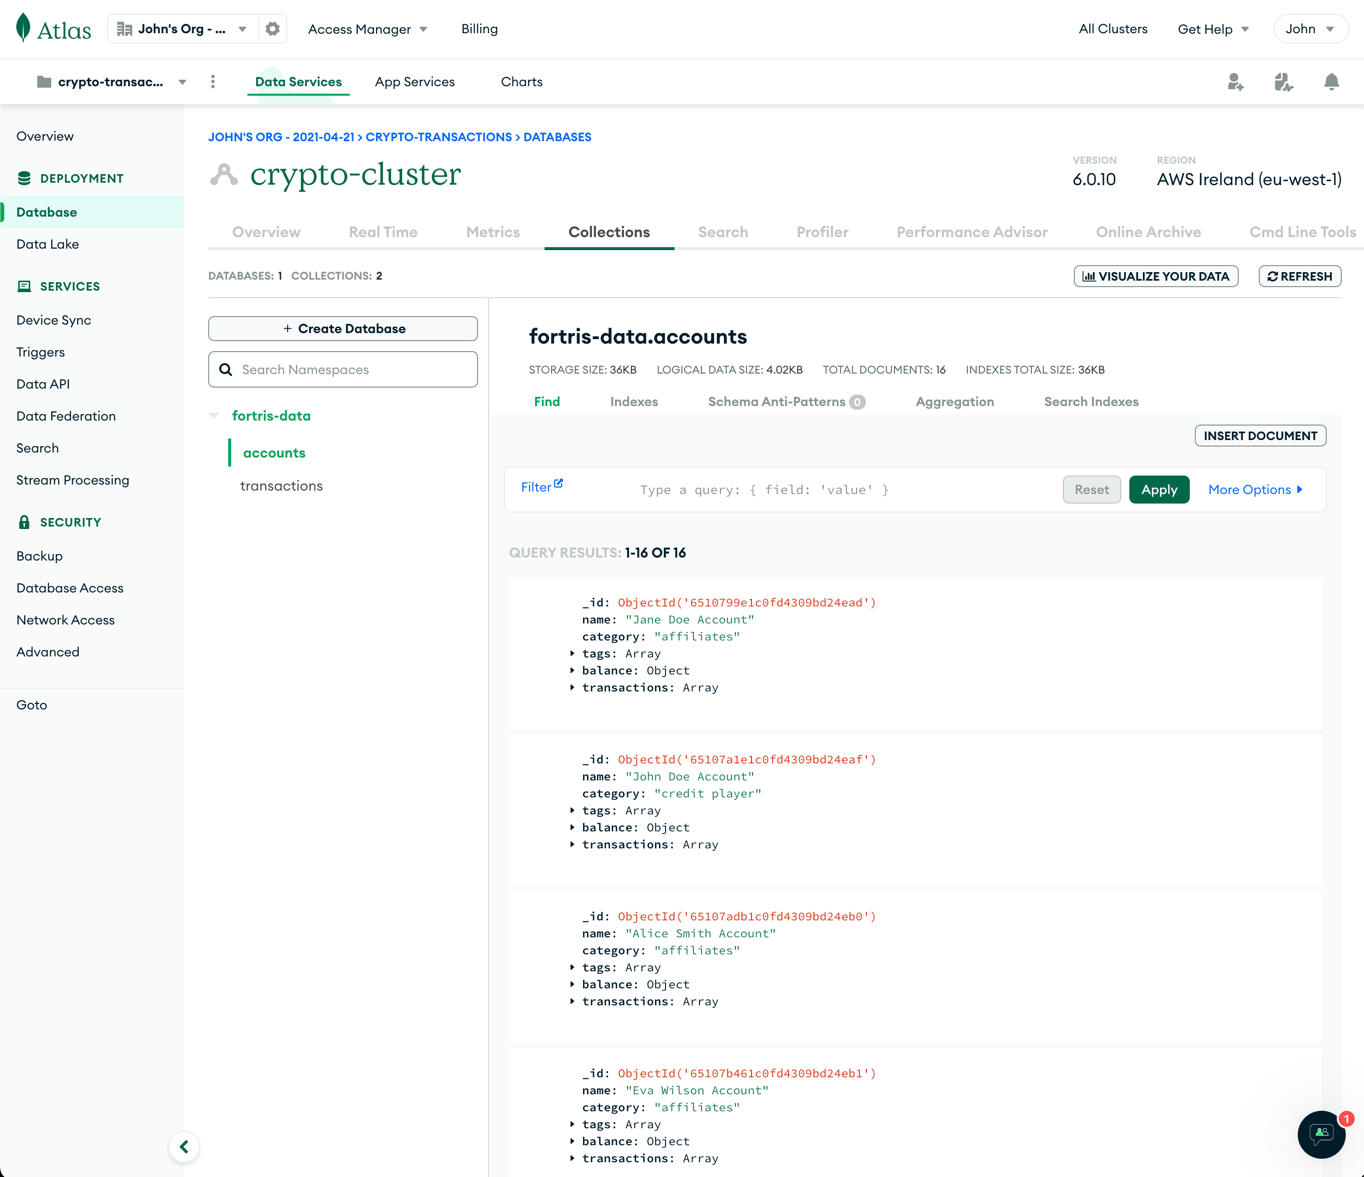 Atlas
John's Org - ...
Access Manager
Billing
All Clusters
Get Help
John
crypto-transac...
Data Services
App Services
Charts
Overview
DEPLOYMENT
Database
Data Lake
SERVICES
Device Sync
Triggers
Data API
Data Federation
Search
Stream Processing
SECURITY
Backup
Database Access
Network Access
Advanced
Goto
JOHN'S ORG - 2021-04-21 > CRYPTO-TRANSACTIONS > DATABASES
crypto-cluster
VERSION
6.0.10
REGION
AWS Ireland (eu-west-1)
Overview
Real Time
Metrics
Collections
Search
Profiler
Performance Advisor
Online Archive
Cmd Line Tools
DATABASES: 1 COLLECTIONS: 2
VISUALIZE YOUR DATA
REFRESH
+ Create Database
Search Namespaces
fortris-data
accounts
transactions
fortris-data.accounts
STORAGE SIZE: 36KB LOGICAL DATA SIZE: 4.02KB TOTAL DOCUMENTS: 16 INDEXES TOTAL SIZE: 36KB
Find
Indexes
Schema Anti-Patterns 0
Aggregation
Search Indexes
INSERT DOCUMENT
Filter
Type a query: { field: 'value' }
Reset
Apply
More Options
QUERY RESULTS: 1-16 OF 16
_id: ObjectId('6510799e1c0fd4309bd24ead')
name: "Jane Doe Account"
category: "affiliates"
tags: Array
balance: Object
transactions: Array
_id: ObjectId('65107a1e1c0fd4309bd24eaf')
name: "John Doe Account"
category: "credit player"
tags: Array
balance: Object
transactions: Array
_id: ObjectId('65107adb1c0fd4309bd24eb0')
name: "Alice Smith Account"
category: "affiliates"
tags: Array
balance: Object
transactions: Array
_id: ObjectId('65107b461c0fd4309bd24eb1')
name: "Eva Wilson Account"
category: "affiliates"
tags: Array
balance: Object
transactions: Array
1